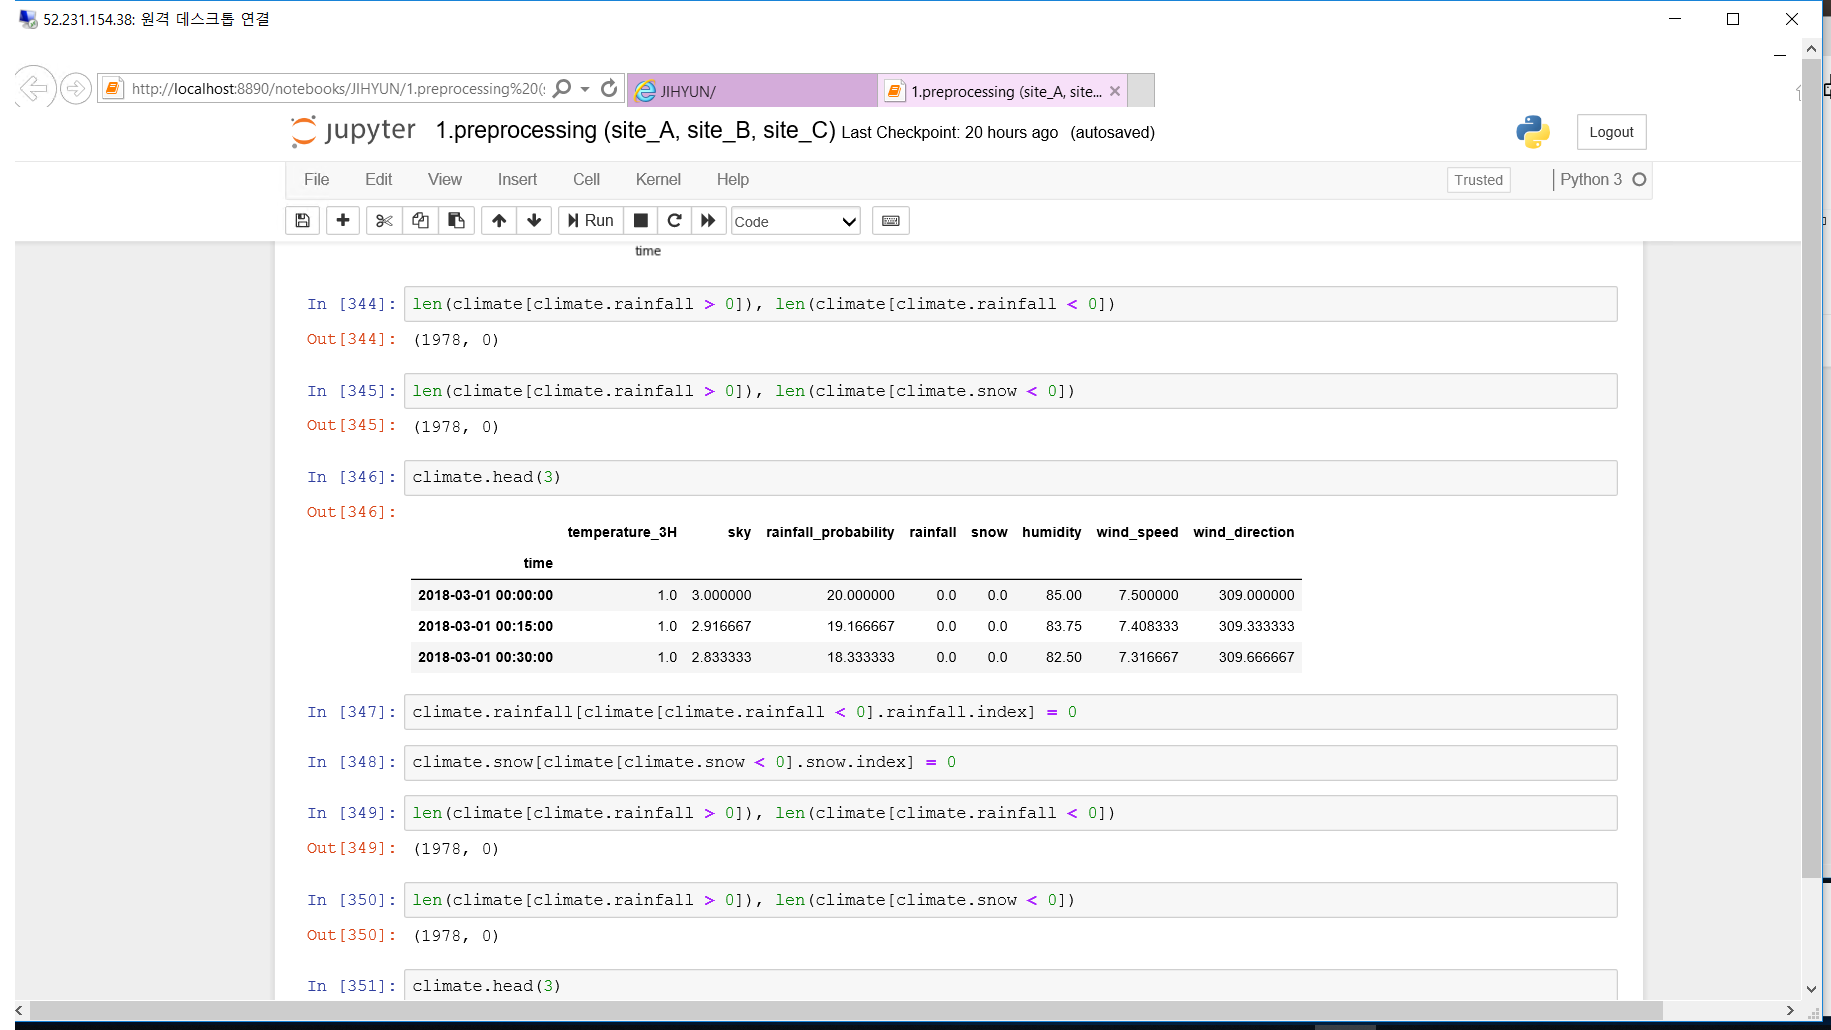 52.231.154.38: 원격 데스크톱 연결
http://localhost:8890/notebooks/JIHYUN/1.preprocessing%20(
JIHYUN/
1.preprocessing (site_A, site...
jupyter 1.preprocessing (site_A, site_B, site_C) Last Checkpoint: 20 hours ago (autosaved)
Logout
File Edit View Insert Cell Kernel Help
Trusted
Python 3
Run
Code
time
In [344]: len(climate[climate.rainfall > 0]), len(climate[climate.rainfall < 0])
Out[344]: (1978, 0)
In [345]: len(climate[climate.rainfall > 0]), len(climate[climate.snow < 0])
Out[345]: (1978, 0)
In [346]: climate.head(3)
Out[346]:
temperature_3H sky rainfall_probability rainfall snow humidity wind_speed wind_direction
time
2018-03-01 00:00:00 1.0 3.000000 20.000000 0.0 0.0 85.00 7.500000 309.000000
2018-03-01 00:15:00 1.0 2.916667 19.166667 0.0 0.0 83.75 7.408333 309.333333
2018-03-01 00:30:00 1.0 2.833333 18.333333 0.0 0.0 82.50 7.316667 309.666667
In [347]: climate.rainfall[climate[climate.rainfall < 0].rainfall.index] = 0
In [348]: climate.snow[climate[climate.snow < 0].snow.index] = 0
In [349]: len(climate[climate.rainfall > 0]), len(climate[climate.rainfall < 0])
Out[349]: (1978, 0)
In [350]: len(climate[climate.rainfall > 0]), len(climate[climate.snow < 0])
Out[350]: (1978, 0)
In [351]: climate.head(3)